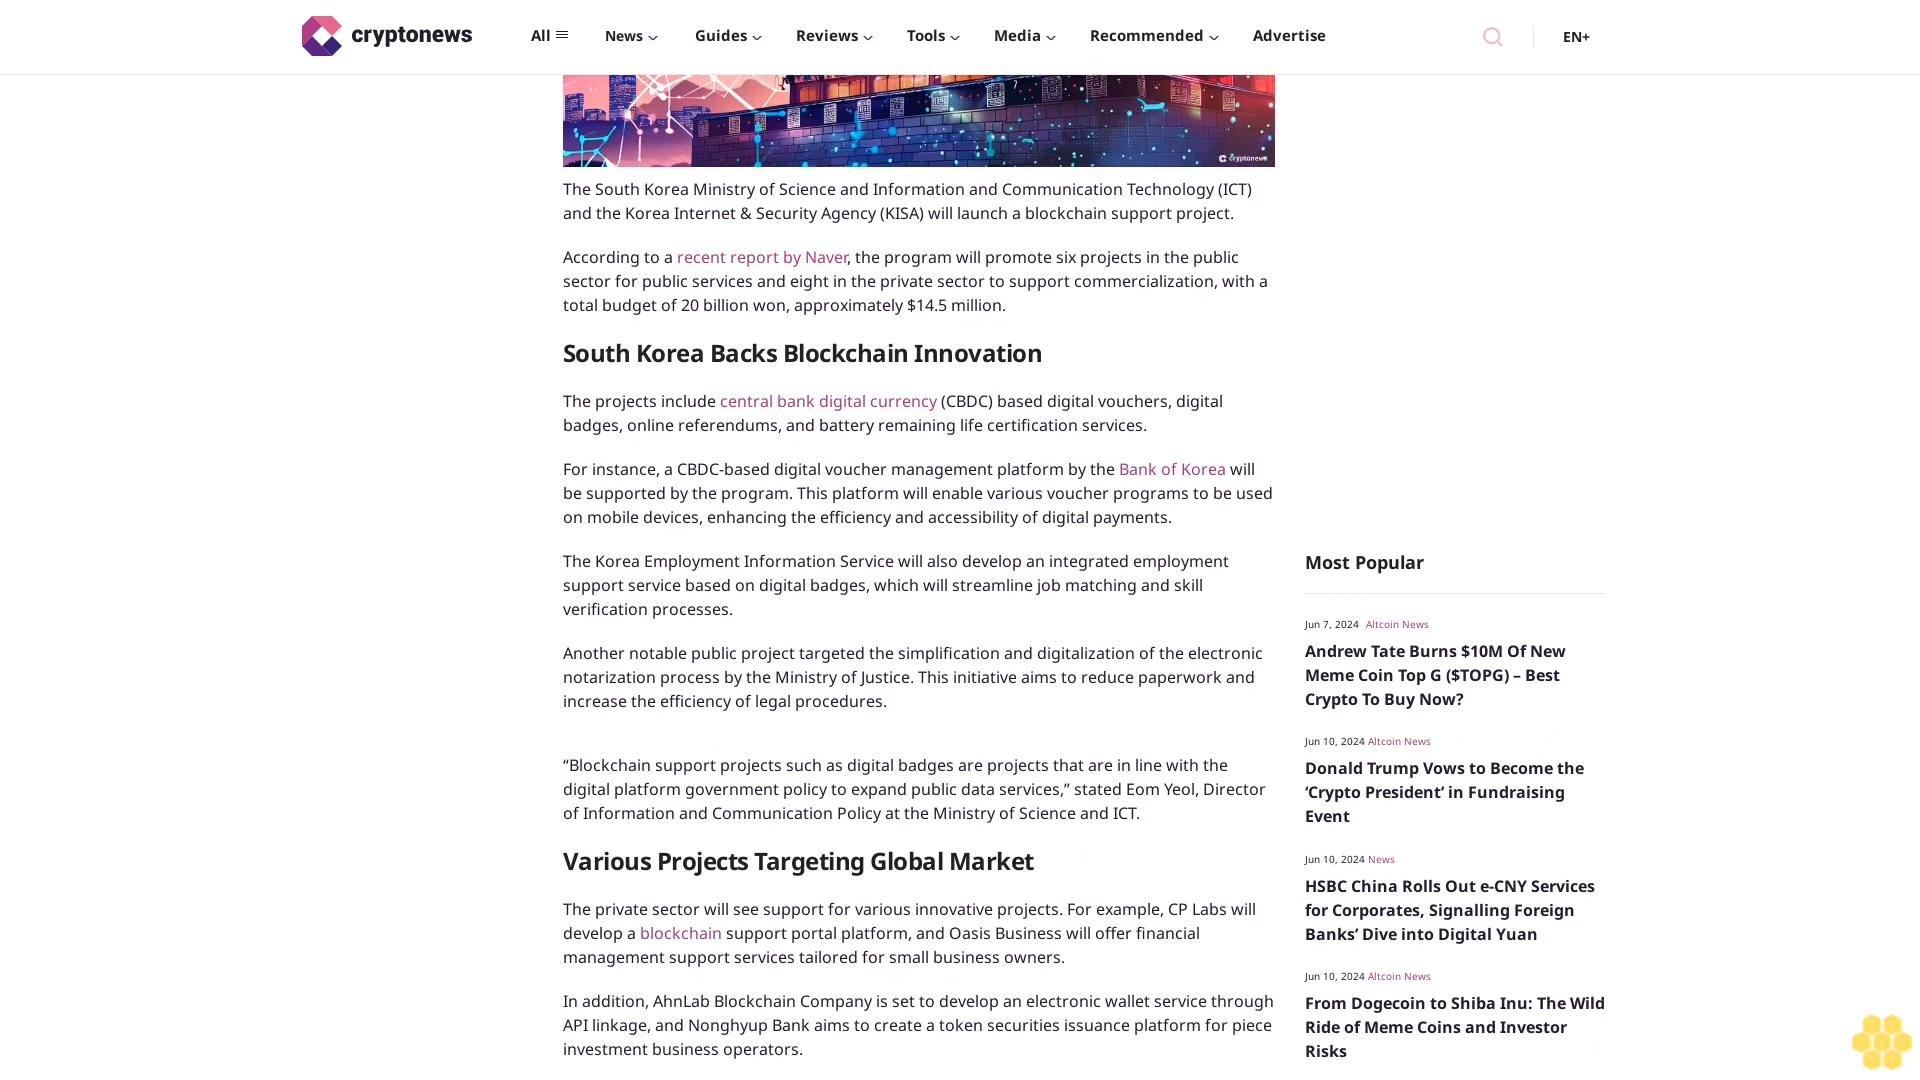 cryptonews
All
News
Guides
Reviews
Tools
Media
Recommended
Advertise
EN+
cryptonews
The South Korea Ministry of Science and Information and Communication Technology (ICT)
and the Korea Internet & Security Agency (KISA) will launch a blockchain support project.
According to a recent report by Naver, the program will promote six projects in the public
sector for public services and eight in the private sector to support commercialization, with a
total budget of 20 billion won, approximately $14.5 million.
South Korea Backs Blockchain Innovation
The projects include central bank digital currency (CBDC) based digital vouchers, digital
badges, online referendums, and battery remaining life certification services.
For instance, a CBDC-based digital voucher management platform by the Bank of Korea will
be supported by the program. This platform will enable various voucher programs to be used
on mobile devices, enhancing the efficiency and accessibility of digital payments.
The Korea Employment Information Service will also develop an integrated employment
support service based on digital badges, which will streamline job matching and skill
verification processes.
Another notable public project targeted the simplification and digitalization of the electronic
notarization process by the Ministry of Justice. This initiative aims to reduce paperwork and
increase the efficiency of legal procedures.
“Blockchain support projects such as digital badges are projects that are in line with the
digital platform government policy to expand public data services,” stated Eom Yeol, Director
of Information and Communication Policy at the Ministry of Science and ICT.
Various Projects Targeting Global Market
The private sector will see support for various innovative projects. For example, CP Labs will
develop a blockchain support portal platform, and Oasis Business will offer financial
management support services tailored for small business owners.
In addition, AhnLab Blockchain Company is set to develop an electronic wallet service through
API linkage, and Nonghyup Bank aims to create a token securities issuance platform for piece
investment business operators.
Most Popular
Jun 7, 2024 Altcoin News
Andrew Tate Burns $10M Of New
Meme Coin Top G ($TOPG) – Best
Crypto To Buy Now?
Jun 10, 2024 Altcoin News
Donald Trump Vows to Become the
‘Crypto President’ in Fundraising
Event
Jun 10, 2024 News
HSBC China Rolls Out e-CNY Services
for Corporates, Signalling Foreign
Banks’ Dive into Digital Yuan
Jun 10, 2024 Altcoin News
From Dogecoin to Shiba Inu: The Wild
Ride of Meme Coins and Investor
Risks